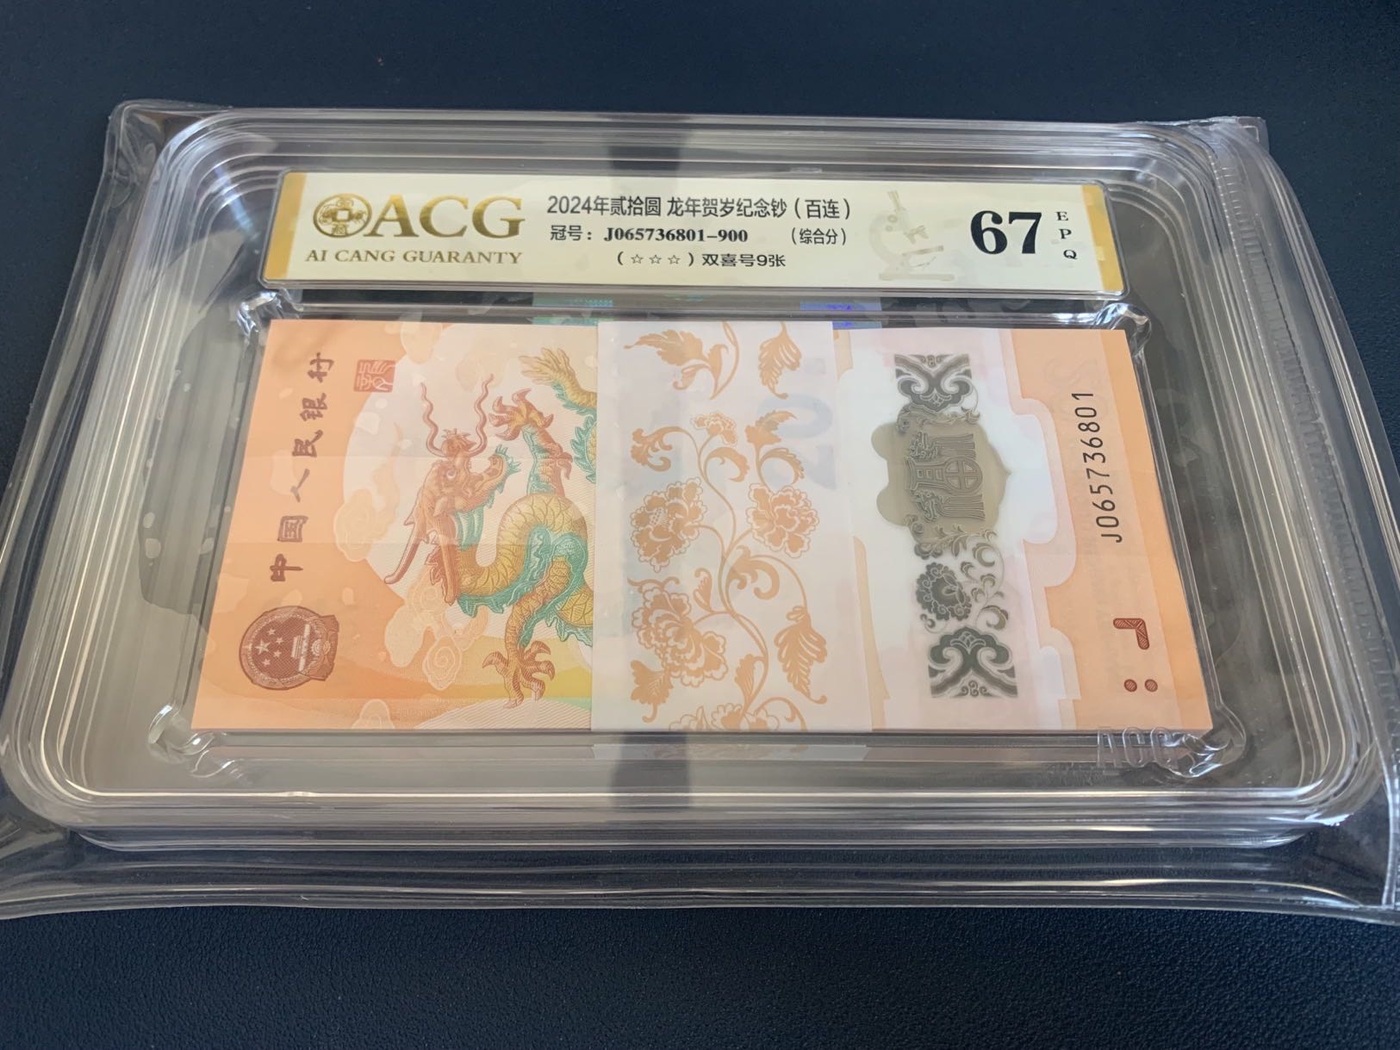 ACG
AI CANG GUARANTY
2024年贰拾圆 龙年贺岁纪念钞（百连）
冠号：J065736801-900 （综合分）
（☆☆☆）双喜号9张
67
EPQ
中国人民银行
J065736801
ACG